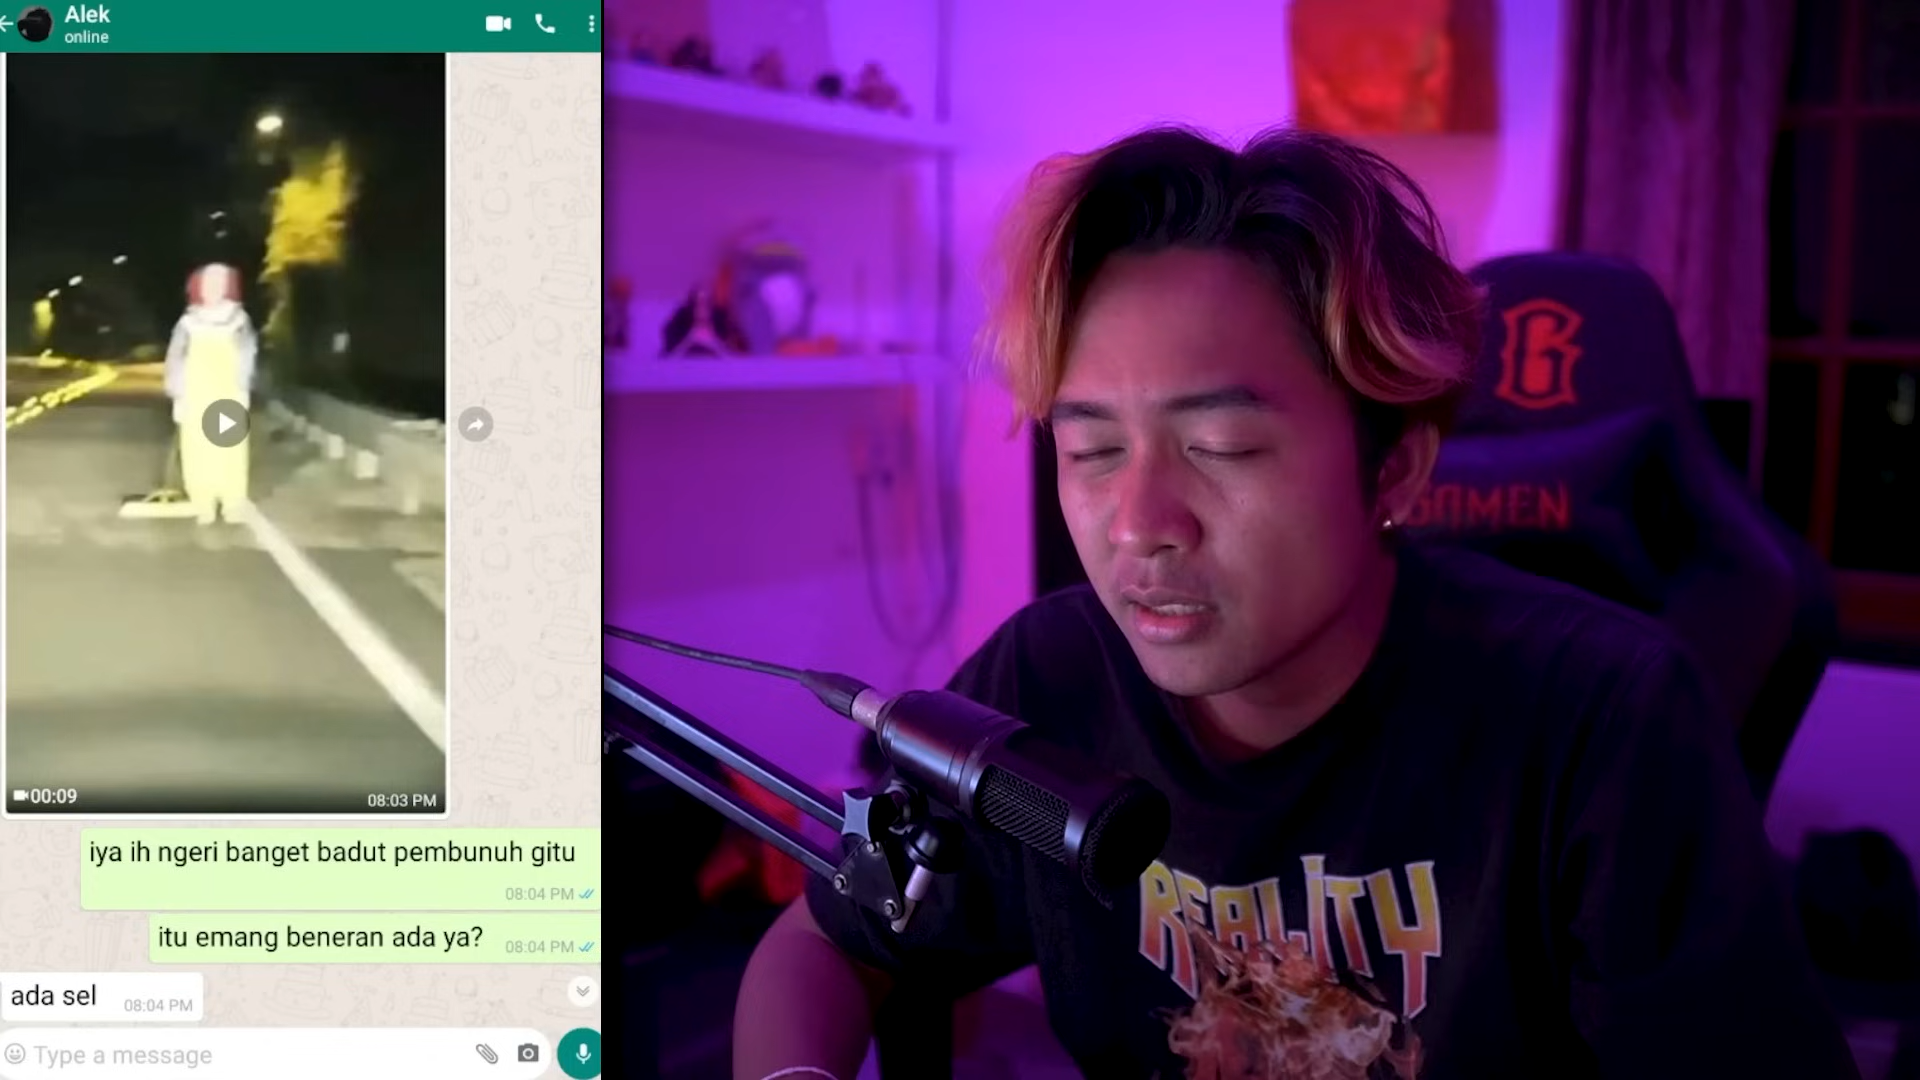 Alek
online
00:09
08:03 PM
iya ih ngeri banget badut pembunuh gitu
08:04 PM
itu emang beneran ada ya?
08:04 PM
ada sel
08:04 PM
Type a message
G
GAMEN
REALITY